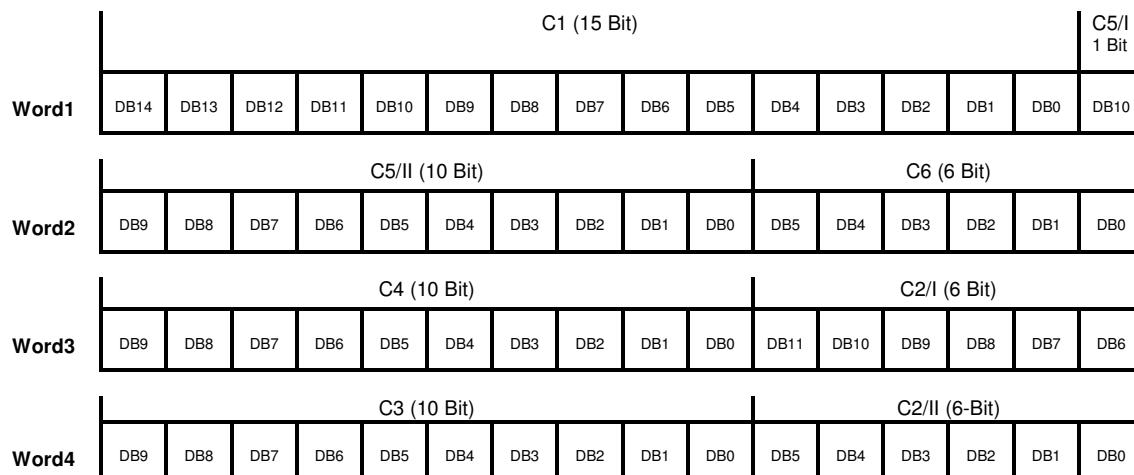 C1 (15 Bit) C5/I
1 Bit
Word1 DB14 DB13 DB12 DB11 DB10 DB9 DB8 DB7 DB6 DB5 DB4 DB3 DB2 DB1 DB0 DB10
C5/II (10 Bit) C6 (6 Bit)
Word2 DB9 DB8 DB7 DB6 DB5 DB4 DB3 DB2 DB1 DB0 DB5 DB4 DB3 DB2 DB1 DB0
C4 (10 Bit) C2/I (6 Bit)
Word3 DB9 DB8 DB7 DB6 DB5 DB4 DB3 DB2 DB1 DB0 DB11 DB10 DB9 DB8 DB7 DB6
C3 (10 Bit) C2/II (6-Bit)
Word4 DB9 DB8 DB7 DB6 DB5 DB4 DB3 DB2 DB1 DB0 DB5 DB4 DB3 DB2 DB1 DB0